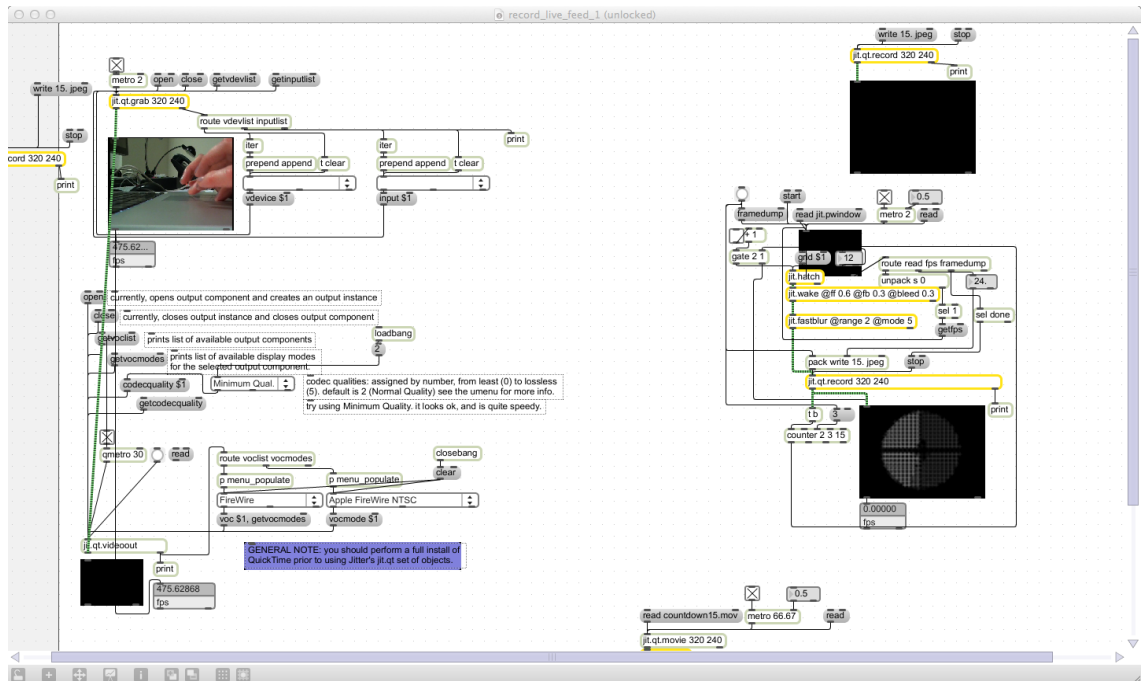 record_live_feed_1 (unlocked)
write 15. jpeg
stop
jit.qt.record 320 240
print
metro 2
open
close
getvdevlist
getinputlist
write 15. jpeg
jit.qt.grab 320 240
route vdevlist inputlist
stop
cord 320 240
print
iter
iter
print
prepend append
t clear
prepend append
t clear
vdevice $1
input $1
475.62...
fps
open
currently, opens output component and creates an output instance
close
currently, closes output instance and closes output component
getvoclist
prints list of available output components
getvocmodes
prints list of available display modes
for the selected output component.
loadbang
2
codecquality $1
Minimum Qual.
codec qualities: assigned by number, from least (0) to lossless
(5). default is 2 (Normal Quality) see the umenu for more info.
getcodecquality
try using Minimum Quality. it looks ok, and is quite speedy.
qmetro 30
read
route voclist vocmodes
closebang
p menu_populate
p menu_populate
clear
FireWire
Apple FireWire NTSC
voc $1, getvocmodes
vocmode $1
jit.qt.videoout
GENERAL NOTE: you should perform a full install of
QuickTime prior to using Jitter's jit.qt set of objects.
print
475.62868
fps
start
0.5
framedump
read jit.pwindow
metro 2
read
+ 1
gate 2 1
grid $1
12
route read fps framedump
jit.hatch
unpack s 0
24.
jit.wake @ff 0.6 @fb 0.3 @bleed 0.3
sel 1
sel done
jit.fastblur @range 2 @mode 5
getfps
pack write 15. jpeg
stop
jit.qt.record 320 240
t b
3
print
counter 2 3 15
0.00000
fps
0.5
read countdown15.mov
metro 66.67
read
jit.qt.movie 320 240